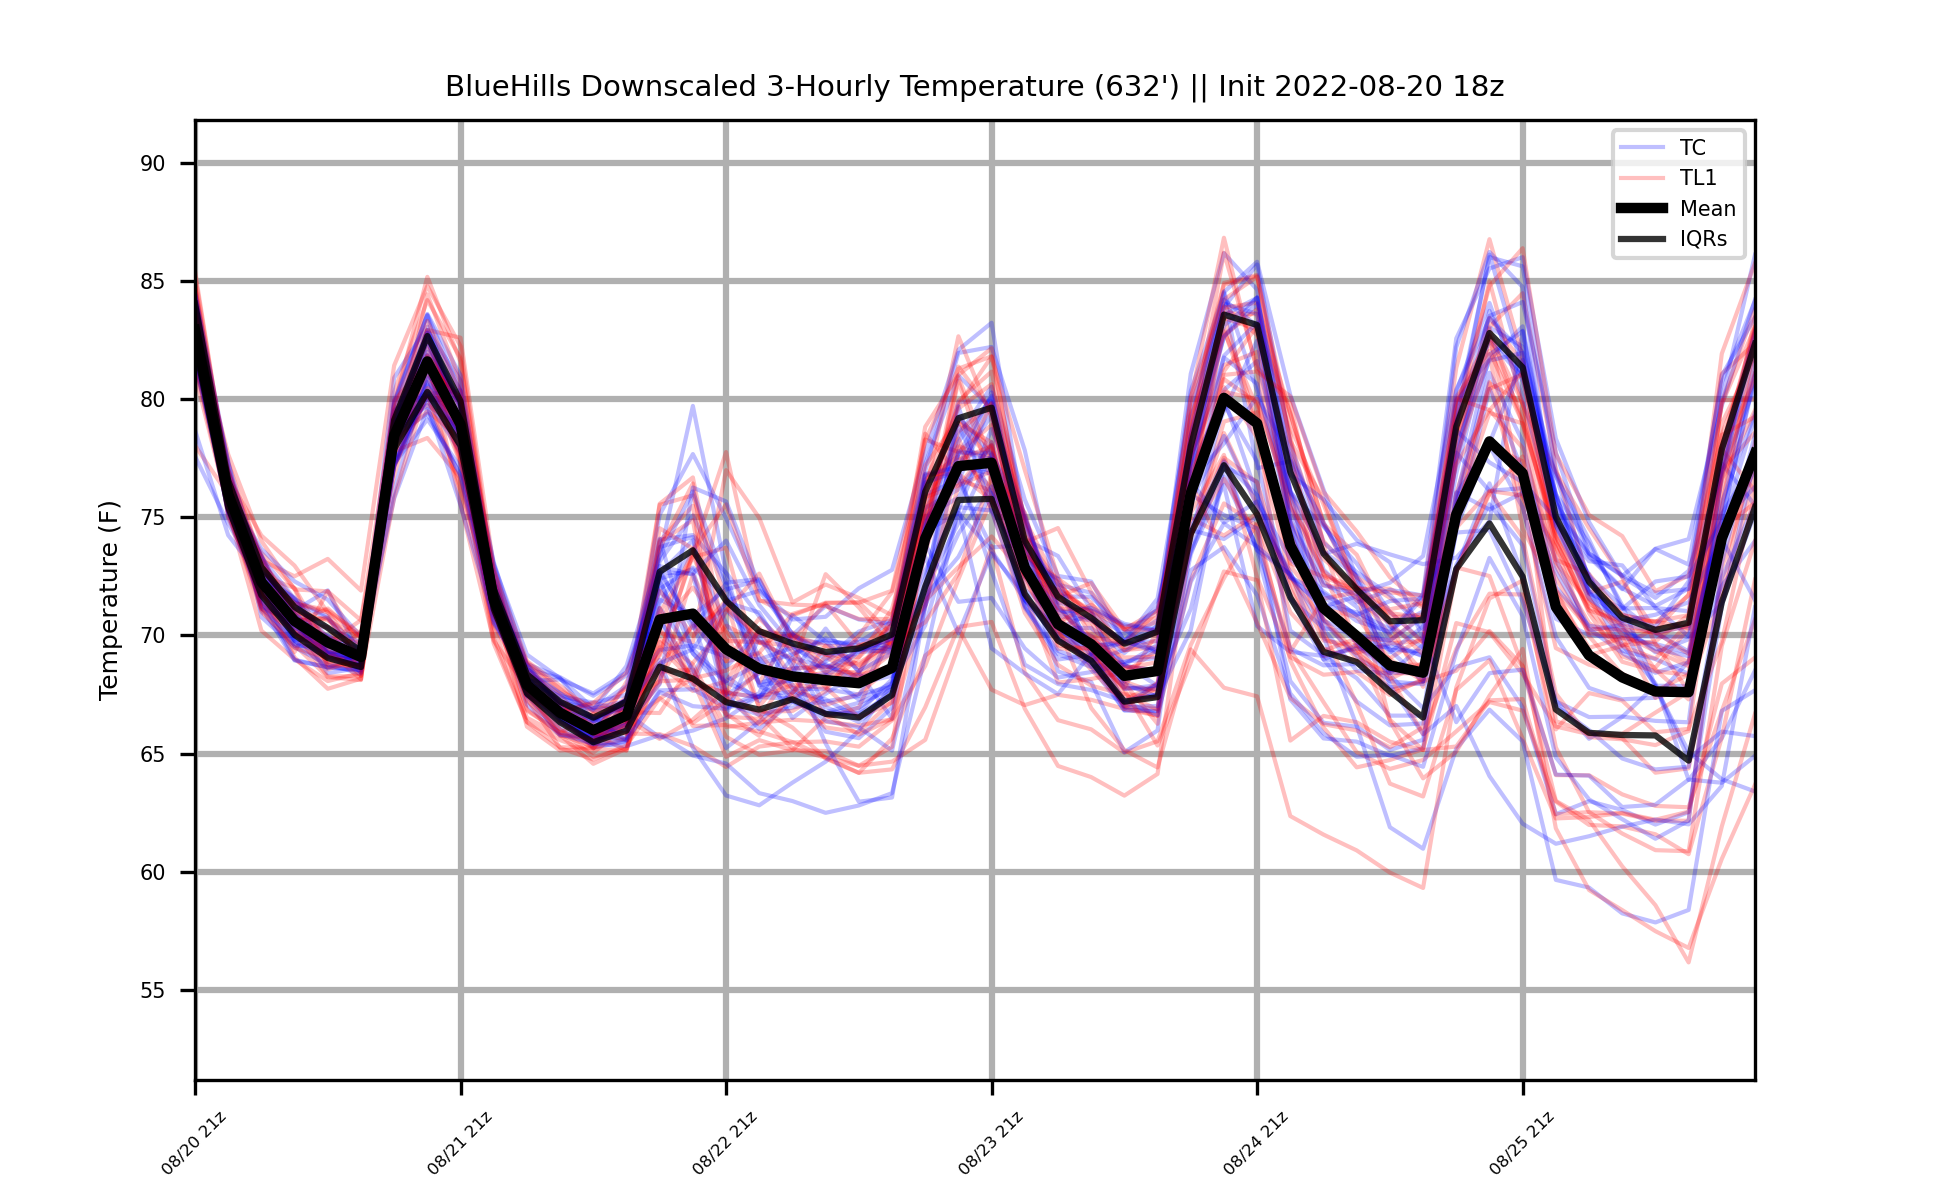 BlueHills Downscaled 3-Hourly Temperature (632') || Init 2022-08-20 18z
TC
TL1
Mean
IQRs
Temperature (F)
90
85
80
75
70
65
60
55
08/20 21z
08/21 21z
08/22 21z
08/23 21z
08/24 21z
08/25 21z